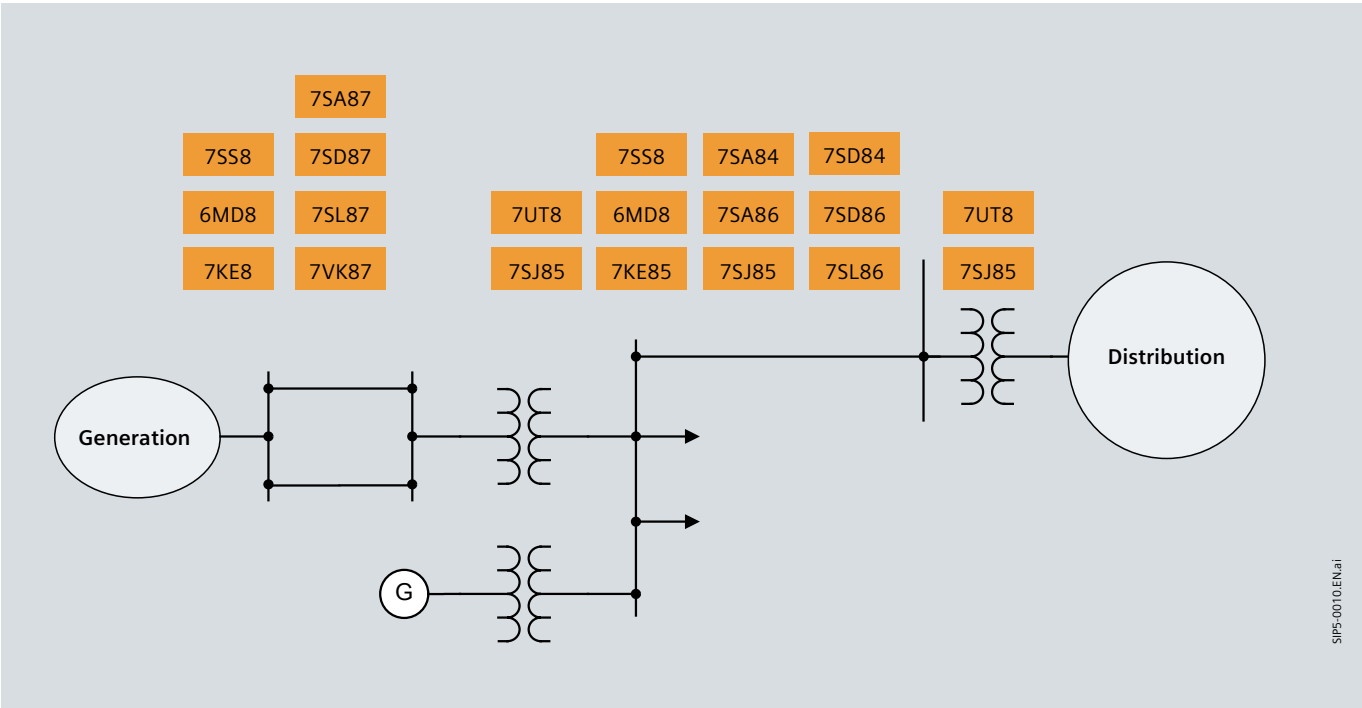 7SA87
7SS8 7SD87 7SS8 7SA84 7SD84
6MD8 7SL87 7UT8 6MD8 7SA86 7SD86 7UT8
7KE8 7VK87 7SJ85 7KE85 7SJ85 7SL86 7SJ85
Distribution
Generation
G
SIP5-0010.EN.ai